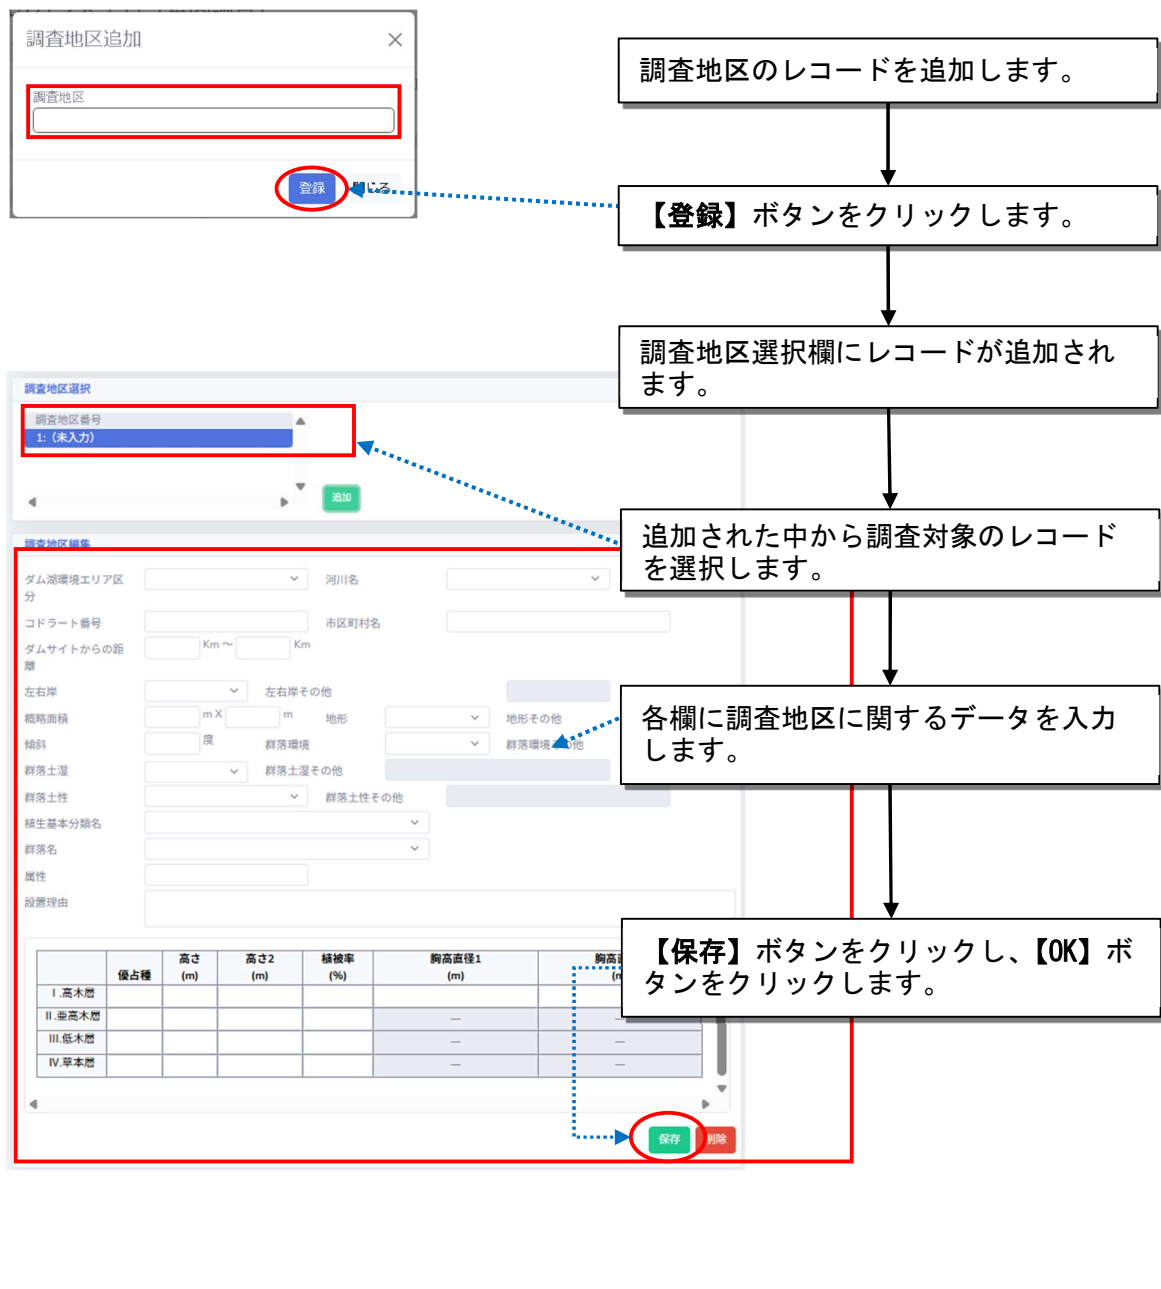 調査地区追加
調査地区
登録
閉じる
調査地区のレコードを追加します。
【登録】ボタンをクリックします。
調査地区選択欄にレコードが追加され
ます。
追加された中から調査対象のレコード
を選択します。
各欄に調査地区に関するデータを入力
します。
【保存】ボタンをクリックし、【OK】ボ
タンをクリックします。
調査地区選択
調査地区番号
1:（未入力）
追加
調査地区編集
ダム湖環境エリア区
分
河川名
コドラート番号
市区町村名
ダムサイトからの距
離
Km～
Km
左右岸
左右岸その他
概略面積
m X
m
地形
地形その他
傾斜
度
群落環境
群落環境その他
群落土湿
群落土湿その他
群落土性
群落土性その他
植生基本分類名
群落名
属性
設置理由
優占種
高さ
(m)
高さ2
(m)
植被率
(%)
胸高直径1
(m)
胸高
I.高木層
II.亜高木層
—
—
III.低木層
—
—
IV.草本層
—
—
保存
削除